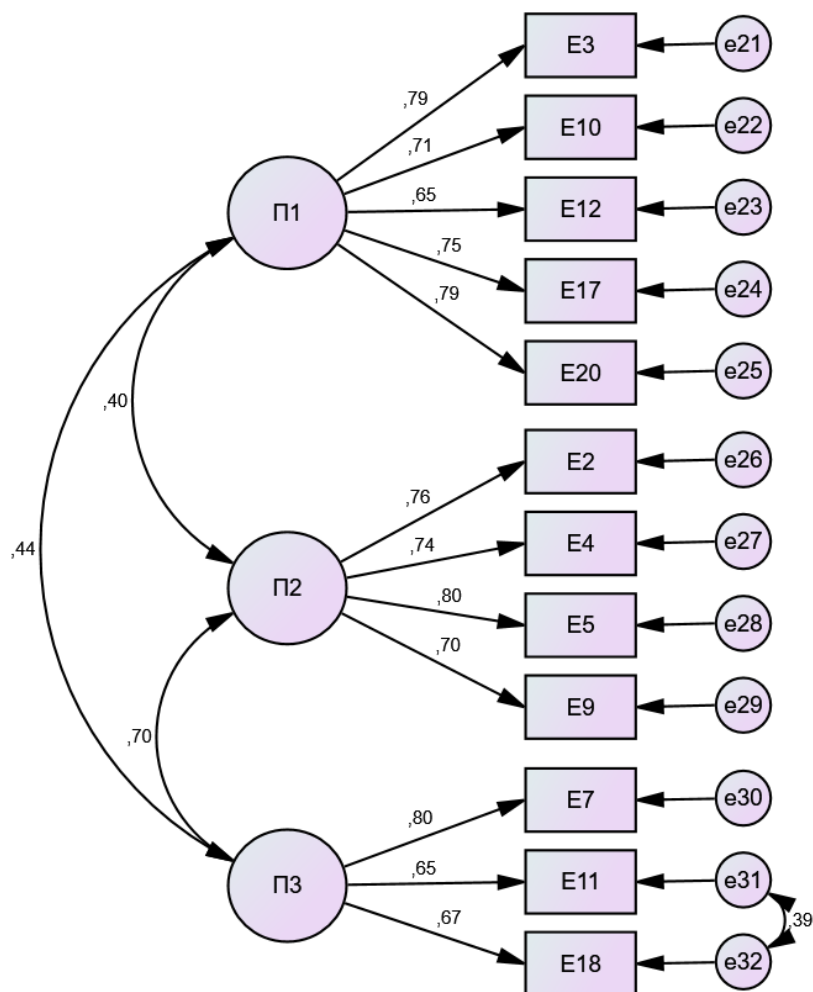 E3
e21
,79
E10
e22
,71
E12
e23
,65
П1
E17
e24
,75
E20
e25
,79
,40
E2
e26
,76
E4
e27
,74
,44
П2
E5
e28
,80
E9
e29
,70
,70
E7
e30
,80
П3
E11
e31
,65
,39
E18
e32
,67